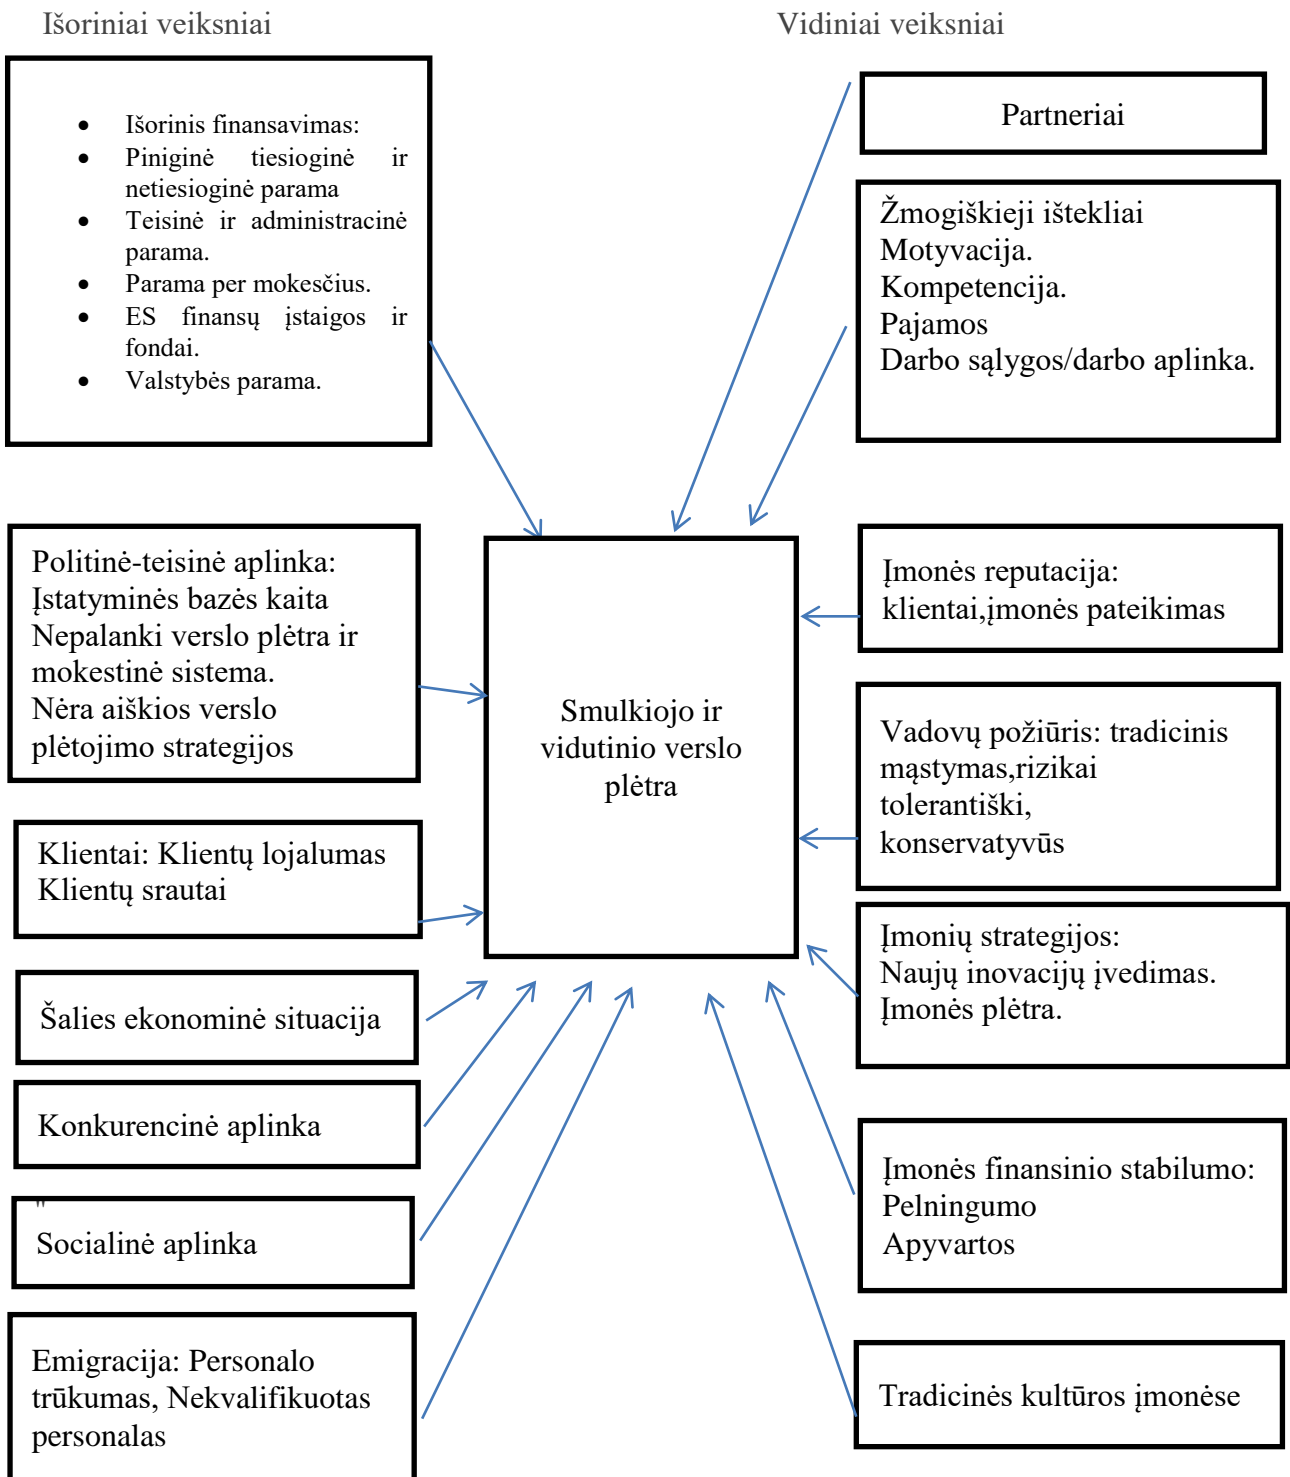 Išoriniai veiksniai
Vidiniai veiksniai
• Išorinis finansavimas:
• Piniginė tiesioginė ir
netiesioginė parama
• Teisinė ir administracinė
parama.
• Parama per mokesčius.
• ES finansų įstaigos ir
fondai.
• Valstybės parama.
Politinė-teisinė aplinka:
Įstatyminės bazės kaita
Nepalanki verslo plėtra ir
mokestinė sistema.
Nėra aiškios verslo
plėtojimo strategijos
Klientai: Klientų lojalumas
Klientų srautai
Šalies ekonominė situacija
Konkurencinė aplinka
"
Socialinė aplinka
Emigracija: Personalo
trūkumas, Nekvalifikuotas
personalas
Smulkiojo ir
vidutinio verslo
plėtra
Partneriai
Žmogiškieji ištekliai
Motyvacija.
Kompetencija.
Pajamos
Darbo sąlygos/darbo aplinka.
Įmonės reputacija:
klientai,įmonės pateikimas
Vadovų požiūris: tradicinis
mąstymas,rizikai
tolerantiški,
konservatyvūs
Įmonių strategijos:
Naujų inovacijų įvedimas.
Įmonės plėtra.
Įmonės finansinio stabilumo:
Pelningumo
Apyvartos
Tradicinės kultūros įmonėse